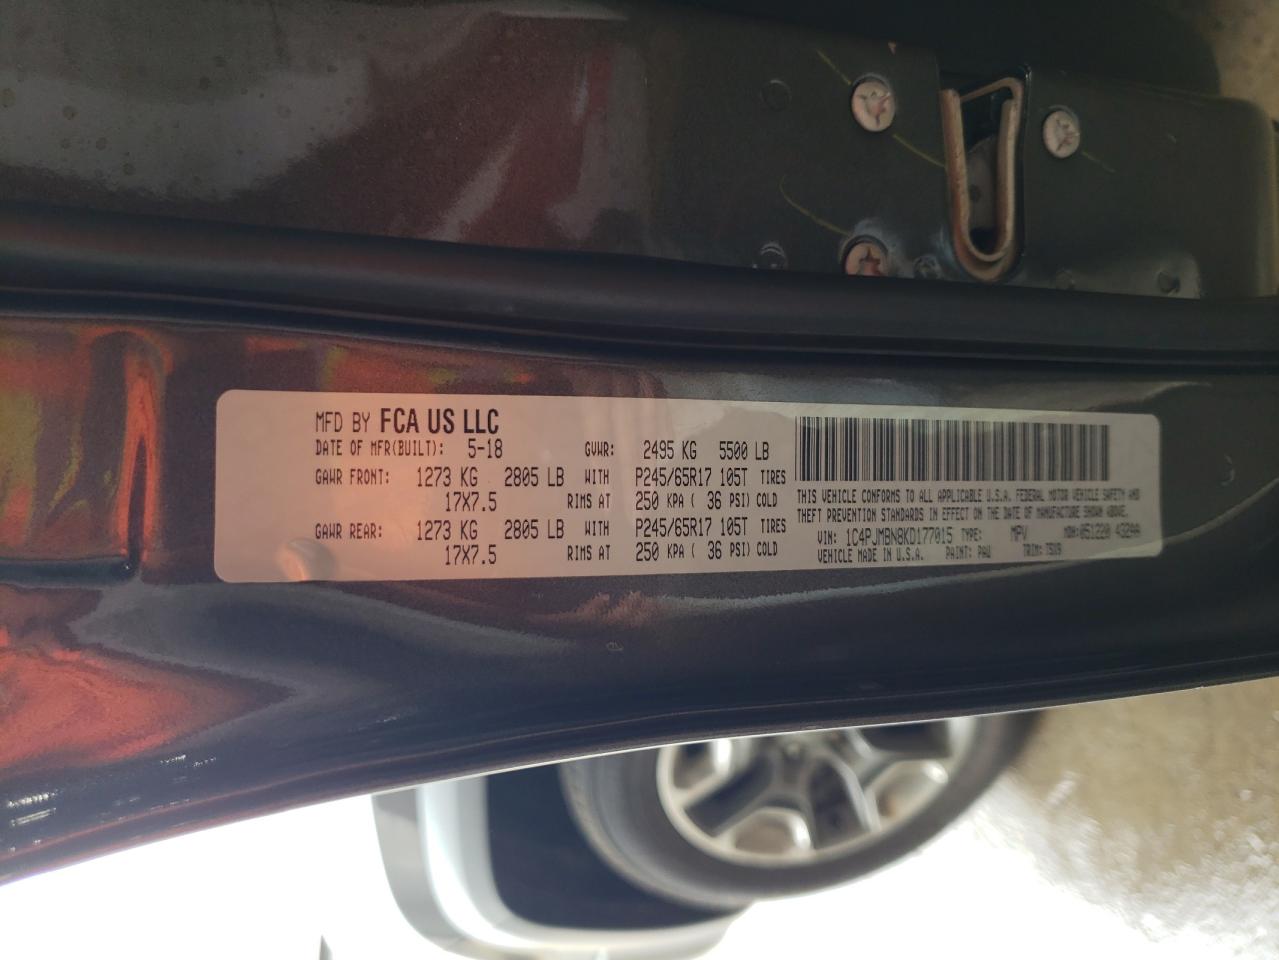 MFD BY FCA US LLC
DATE OF MFR(BUILT): 5-18 GVWR: 2495 KG 5500 LB
GAWR FRONT: 1273 KG 2805 LB WITH P245/65R17 105T TIRES
17X7.5 RIMS AT 250 KPA ( 36 PSI) COLD
GAWR REAR: 1273 KG 2805 LB WITH P245/65R17 105T TIRES
17X7.5 RIMS AT 250 KPA ( 36 PSI) COLD
THIS VEHICLE CONFORMS TO ALL APPLICABLE U.S.A. FEDERAL MOTOR VEHICLE SAFETY AND
THEFT PREVENTION STANDARDS IN EFFECT ON THE DATE OF MANUFACTURE SHOWN ABOVE.
VIN: 1C4PJMBN8KD177015 TYPE: MPV MDH: 051220 432AA
VEHICLE MADE IN U.S.A. PAINT: PAU TRIM: TSX9